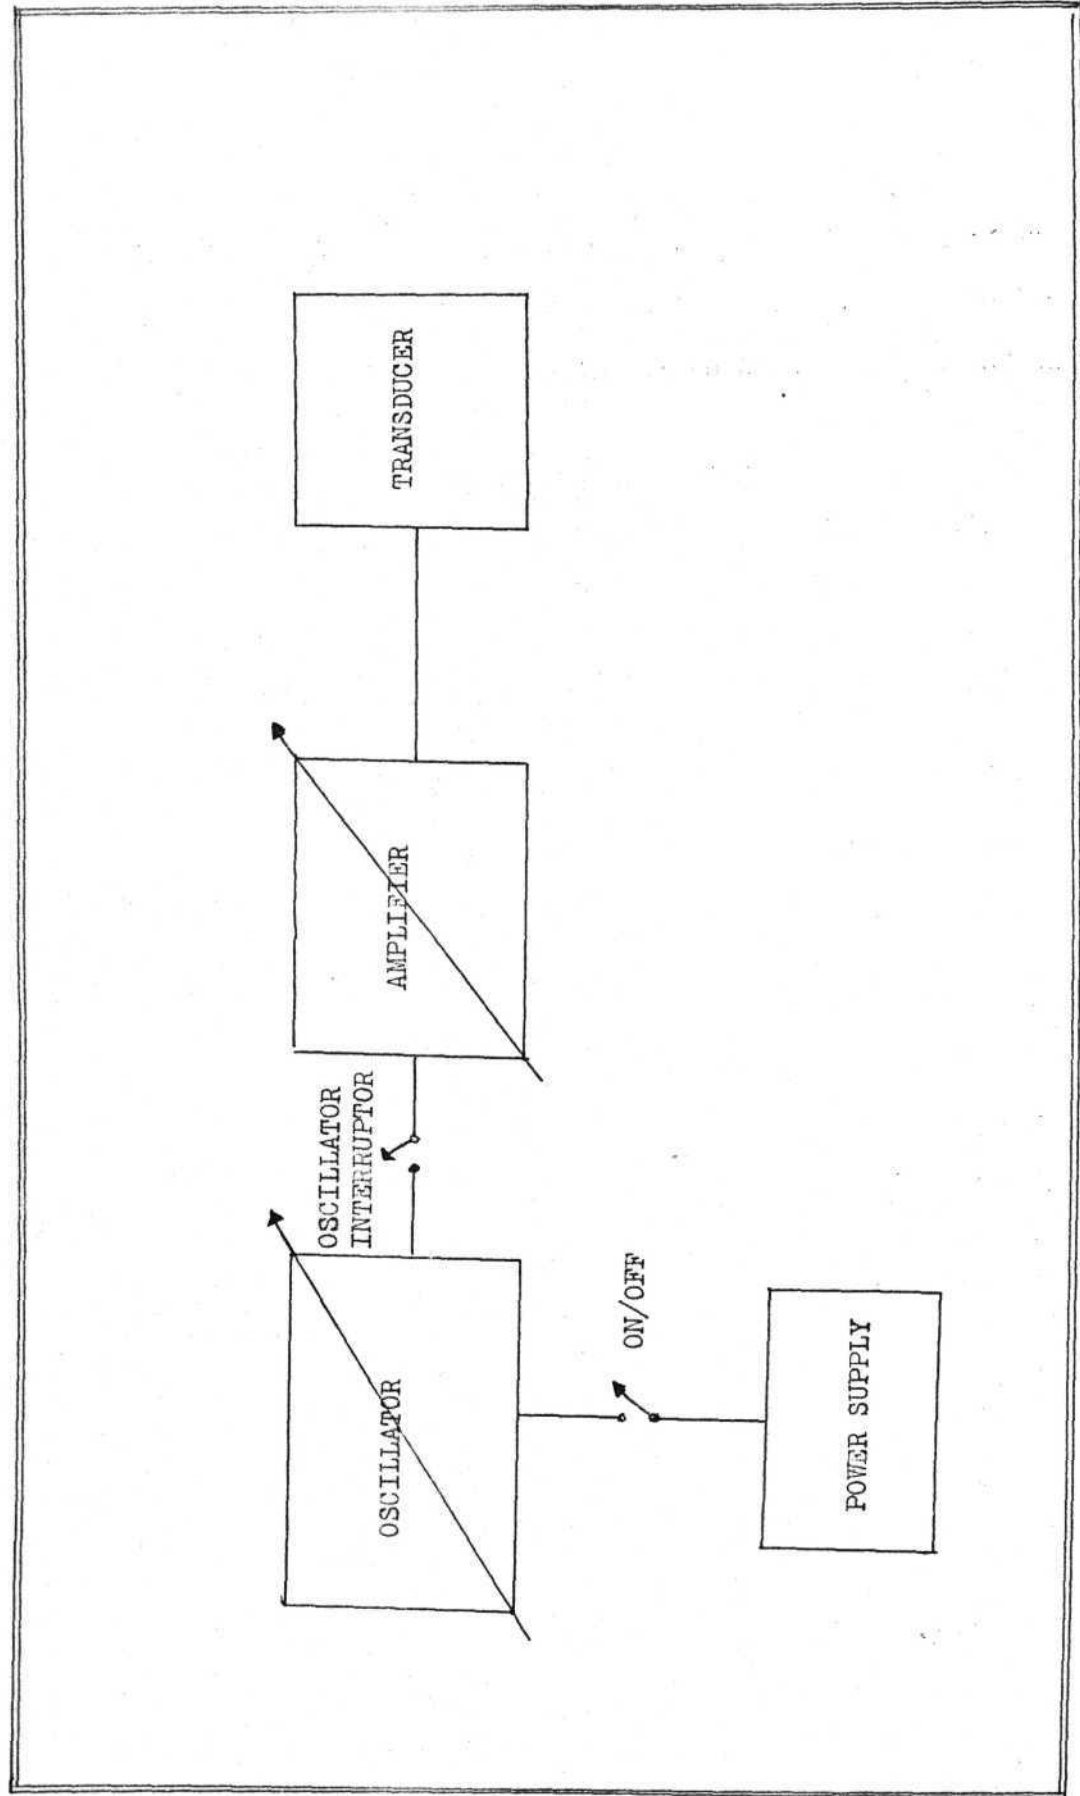 OSCILLATOR
OSCILLATOR
INTERRUPTOR
AMPLIFIER
TRANSDUCER
ON/OFF
POWER SUPPLY